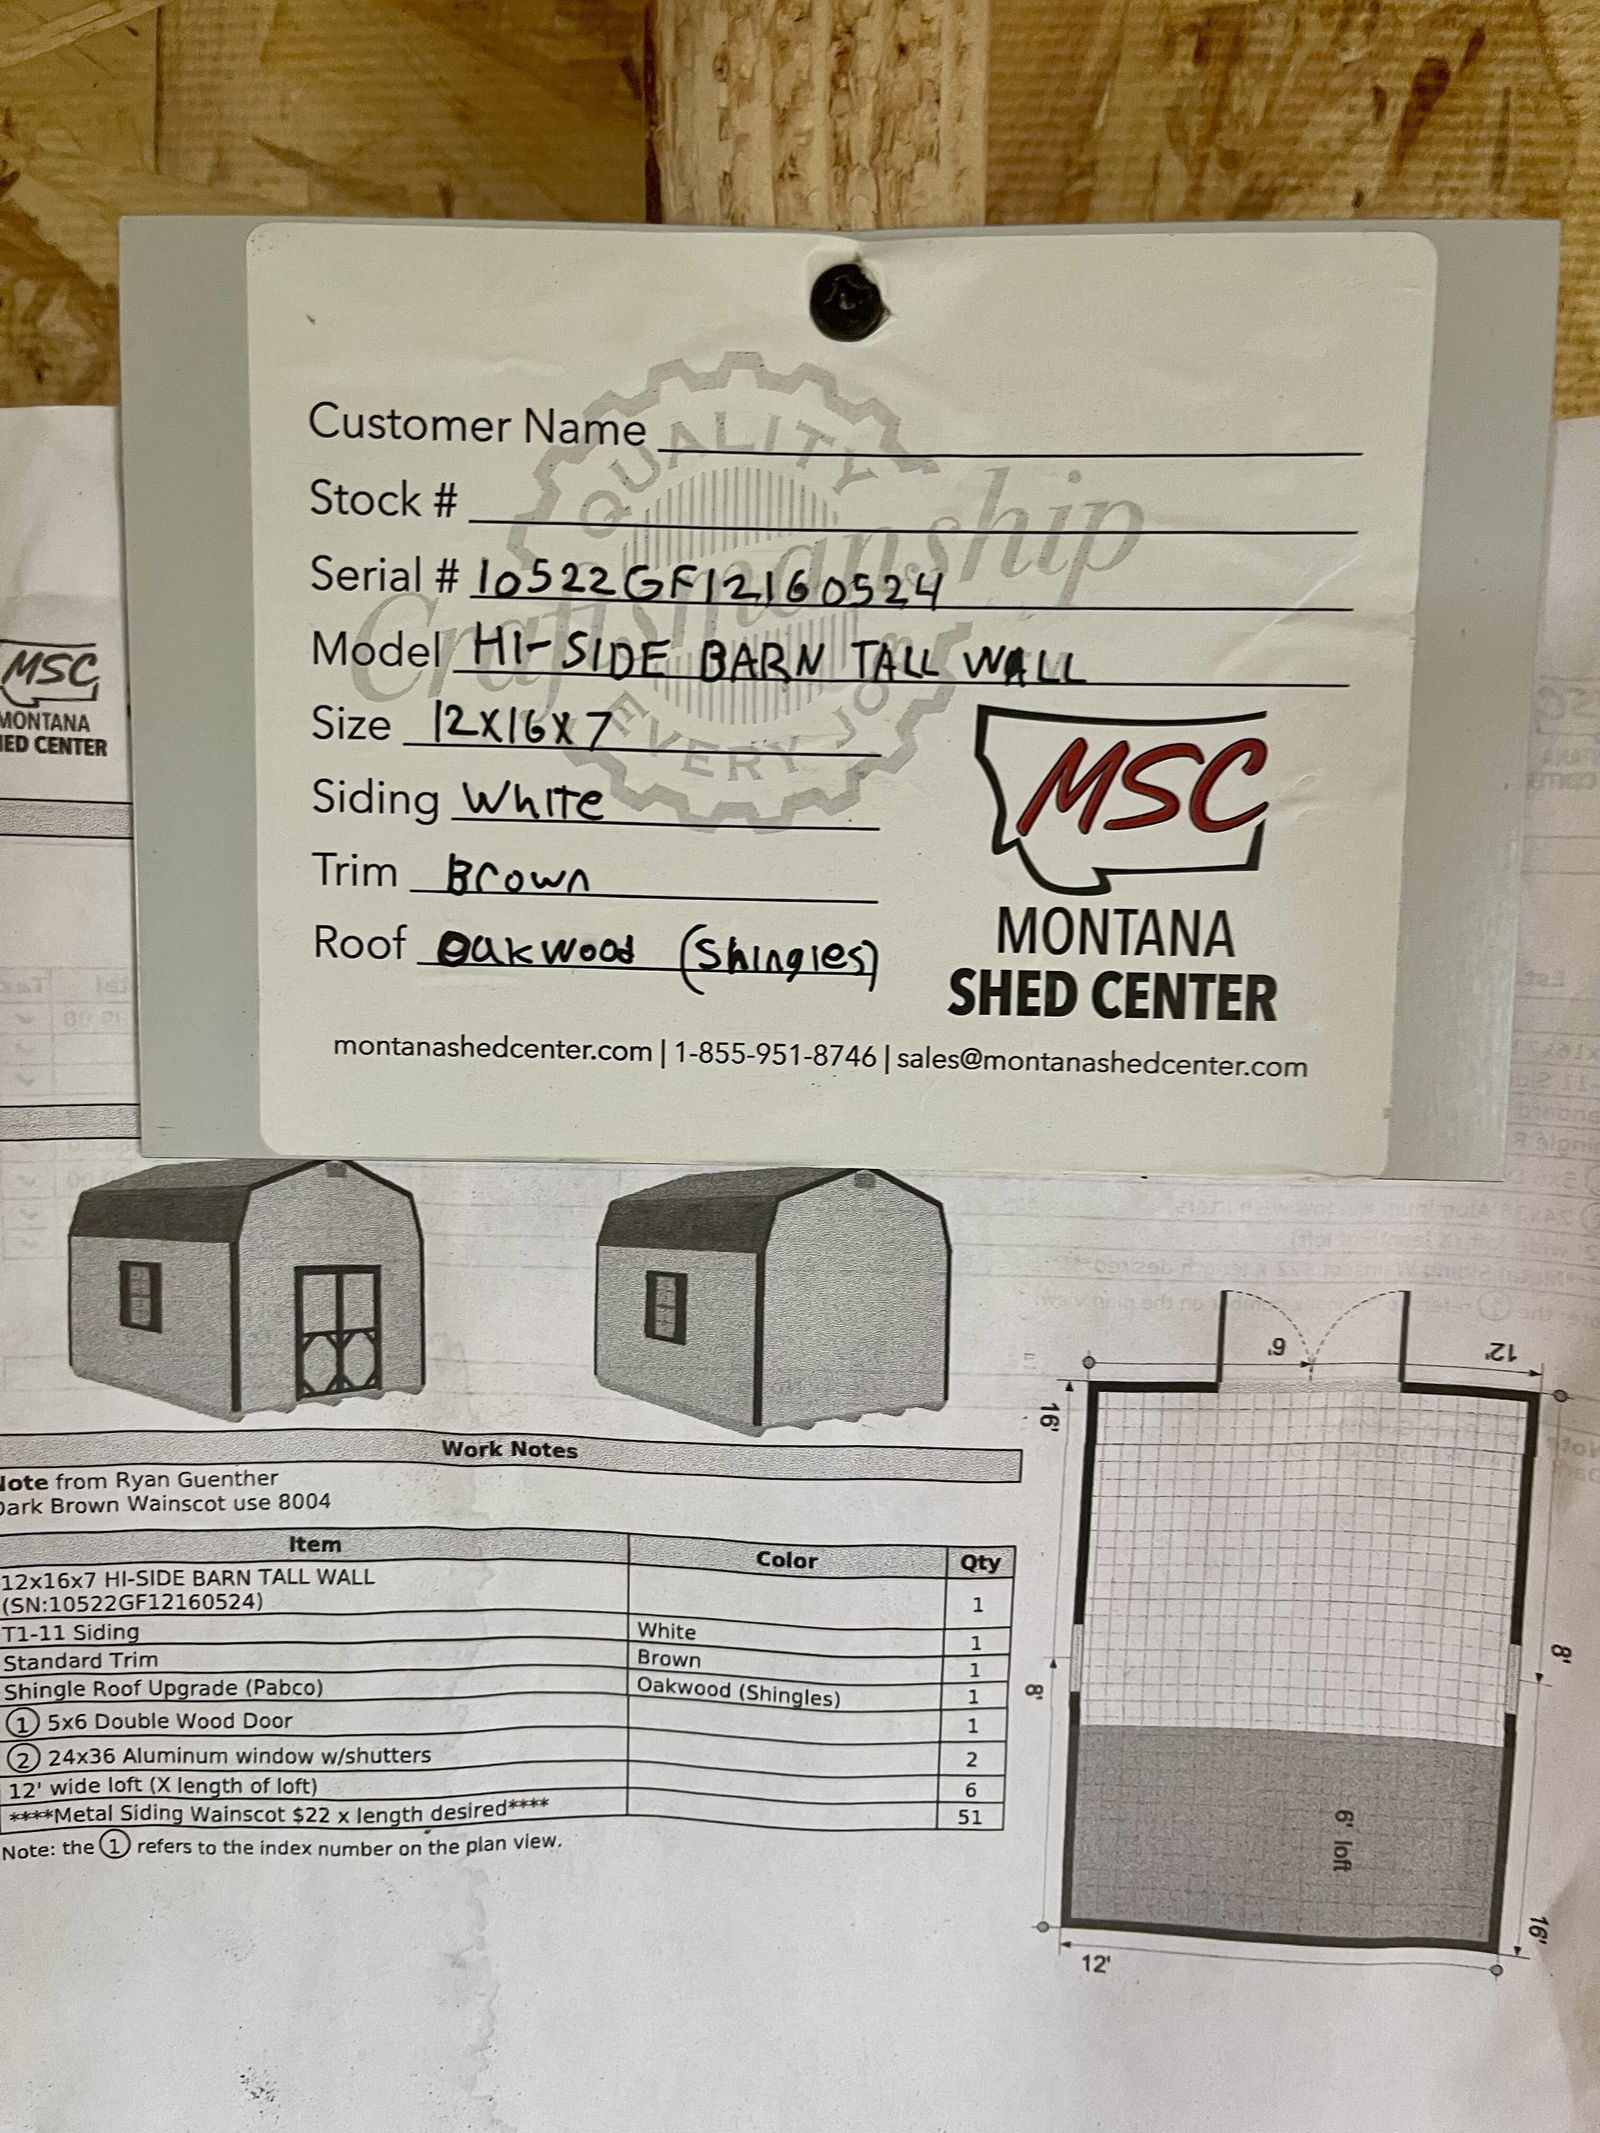 QUALITY
Craftsmanship
EVERY JO
Customer Name
Stock #
Serial # 10522GF12160524
Model HI-SIDE BARN TALL WALL
Size 12X16X7
Siding White
Trim Brown
Roof Oakwood (Shingles)
MSC
MONTANA
SHED CENTER
montanashedcenter.com | 1-855-951-8746 | sales@montanashedcenter.com
MSC
MONTANA
ED CENTER
Work Notes
Note from Ryan Guenther
Dark Brown Wainscot use 8004
Item Color Qty
12x16x7 HI-SIDE BARN TALL WALL
(SN:10522GF12160524) 1
T1-11 Siding White 1
Standard Trim Brown 1
Shingle Roof Upgrade (Pabco) Oakwood (Shingles) 1
1 5x6 Double Wood Door 1
2 24x36 Aluminum window w/shutters 2
12' wide loft (X length of loft) 6
****Metal Siding Wainscot $22 x length desired**** 51
Note: the 1 refers to the index number on the plan view.
6'
12'
16'
8'
8'
6' loft
16'
12'